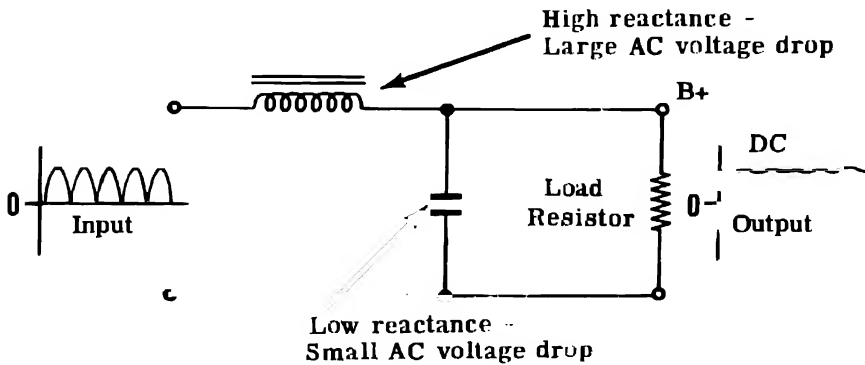 High reactance -
Large AC voltage drop
B+
DC
0
Input
Load
Resistor
0
Output
Low reactance -
Small AC voltage drop